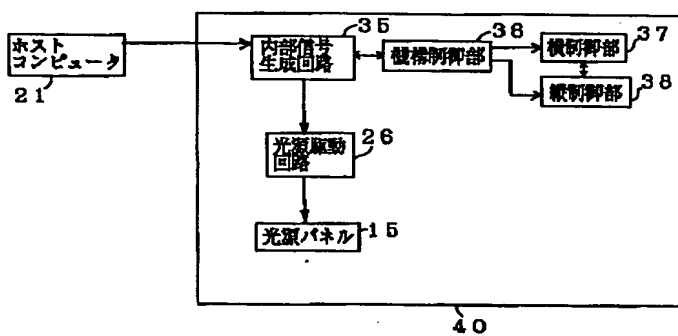 ホスト
コンピュータ
21
内部信号
生成回路
35
機構制御部
36
横制御部
37
縦制御部
38
光源駆動
回路
26
光源パネル
15
40